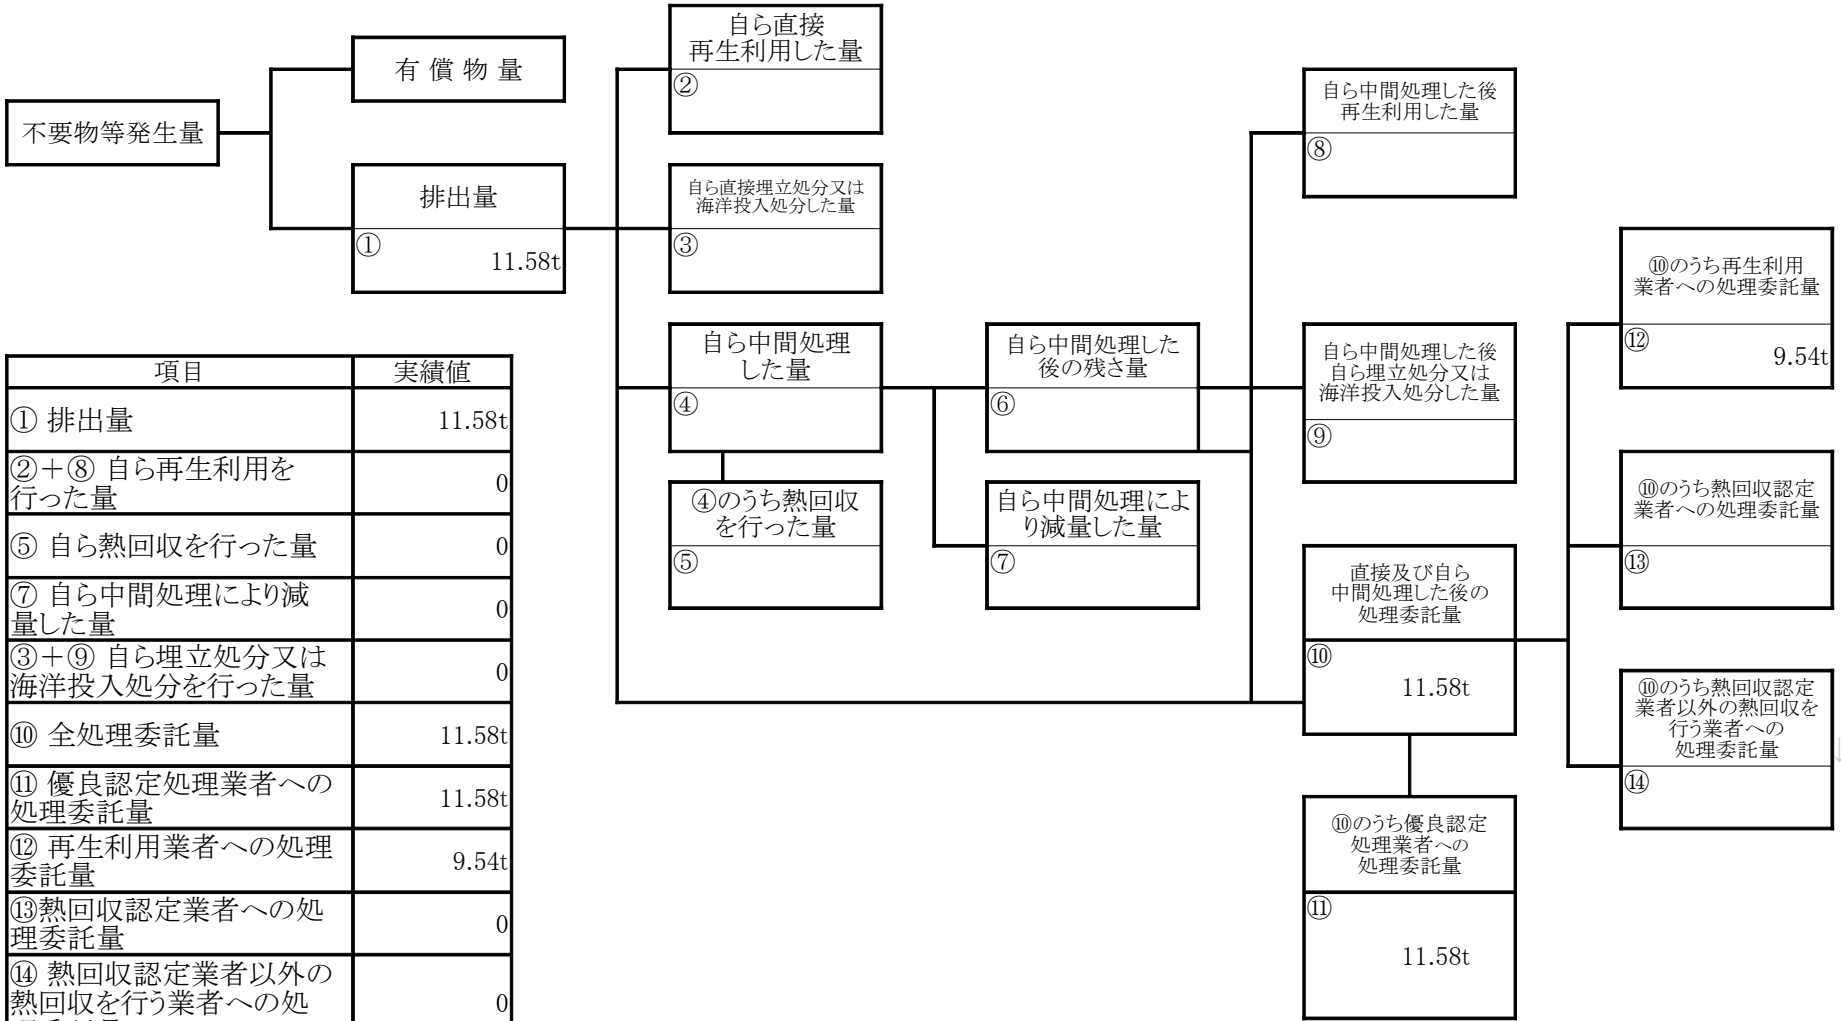 不要物等発生量
有 償 物 量
排出量
①
11.58t
自ら直接
再生利用した量
②
自ら直接埋立処分又は
海洋投入処分した量
③
自ら中間処理
した量
④
④のうち熱回収
を行った量
⑤
自ら中間処理した
後の残さ量
⑥
自ら中間処理によ
り減量した量
⑦
自ら中間処理した後
再生利用した量
⑧
自ら中間処理した後
自ら埋立処分又は
海洋投入処分した量
⑨
直接及び自ら
中間処理した後の
処理委託量
⑩
11.58t
⑩のうち優良認定
処理業者への
処理委託量
⑪
11.58t
⑩のうち再生利用
業者への処理委託量
⑫
9.54t
⑩のうち熱回収認定
業者への処理委託量
⑬
⑩のうち熱回収認定
業者以外の熱回収を
行う業者への
処理委託量
⑭
↓
項目 実績値
① 排出量 11.58t
②+⑧ 自ら再生利用を
行った量 0
⑤ 自ら熱回収を行った量 0
⑦ 自ら中間処理により減
量した量 0
③+⑨ 自ら埋立処分又は
海洋投入処分を行った量 0
⑩ 全処理委託量 11.58t
⑪ 優良認定処理業者への
処理委託量 11.58t
⑫ 再生利用業者への処理
委託量 9.54t
⑬熱回収認定業者への処
理委託量 0
⑭ 熱回収認定業者以外の
熱回収を行う業者への処 0